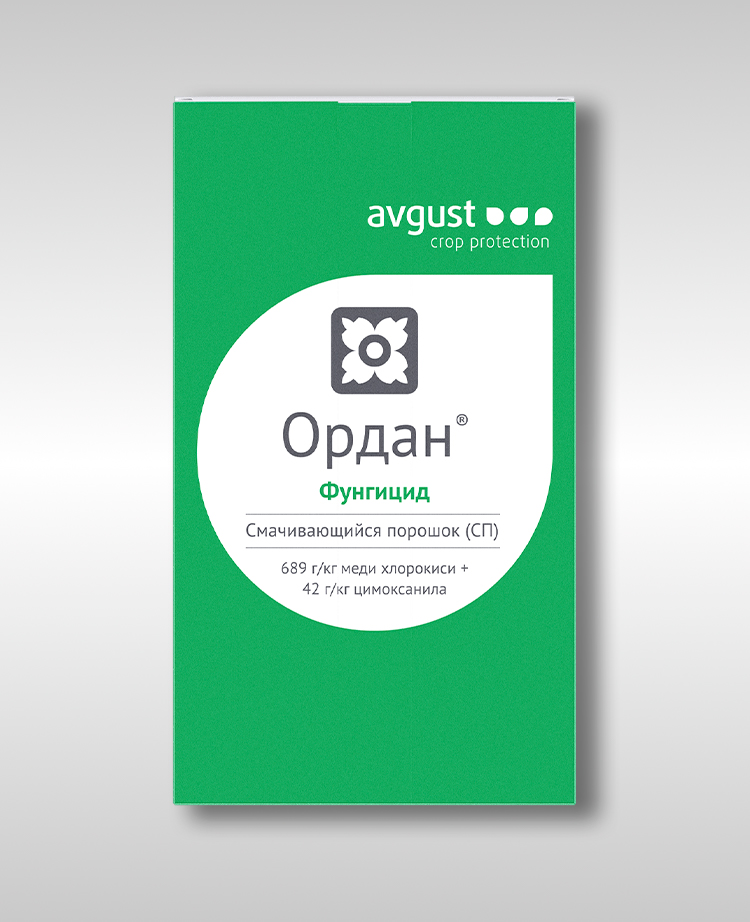 avgust
crop protection
Ордан®
Фунгицид
Смачивающийся порошок (СП)
689 г/кг меди хлорокиси +
42 г/кг цимоксанила